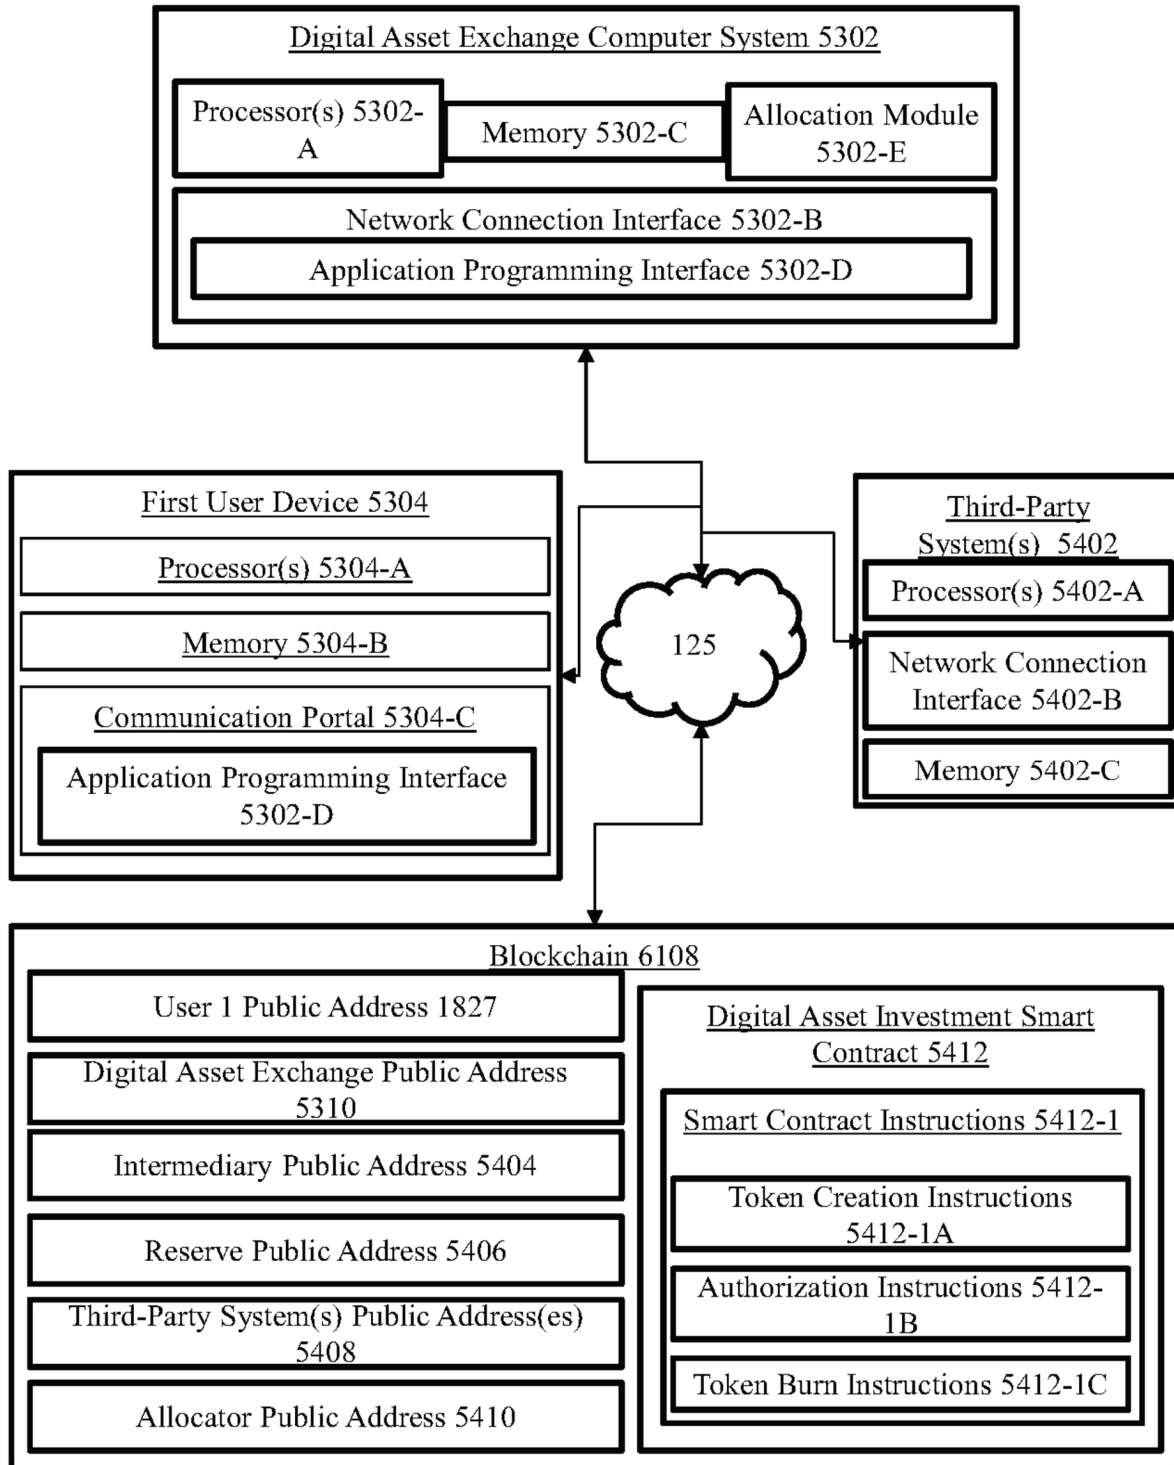 Digital Asset Exchange Computer System 5302
Processor(s) 5302-
A
Memory 5302-C
Allocation Module
5302-E
Network Connection Interface 5302-B
Application Programming Interface 5302-D
First User Device 5304
Processor(s) 5304-A
Memory 5304-B
Communication Portal 5304-C
Application Programming Interface
5302-D
125
Third-Party
System(s) 5402
Processor(s) 5402-A
Network Connection
Interface 5402-B
Memory 5402-C
Blockchain 6108
User 1 Public Address 1827
Digital Asset Exchange Public Address
5310
Intermediary Public Address 5404
Reserve Public Address 5406
Third-Party System(s) Public Address(es)
5408
Allocator Public Address 5410
Digital Asset Investment Smart
Contract 5412
Smart Contract Instructions 5412-1
Token Creation Instructions
5412-1A
Authorization Instructions 5412-
1B
Token Burn Instructions 5412-1C